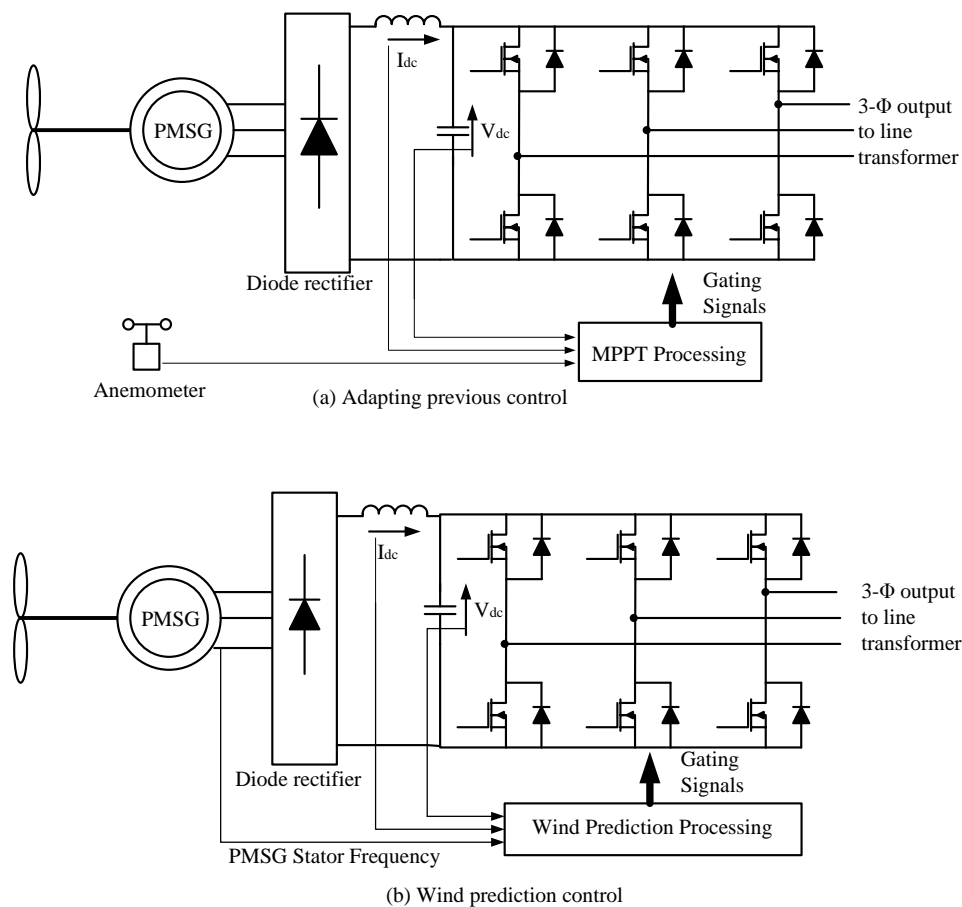 PMSG
Idc
Vdc
3-Φ output
to line
transformer
Diode rectifier
Gating
Signals
MPPT Processing
Anemometer
(a) Adapting previous control
PMSG
Idc
Vdc
3-Φ output
to line
transformer
Diode rectifier
Gating
Signals
Wind Prediction Processing
PMSG Stator Frequency
(b) Wind prediction control